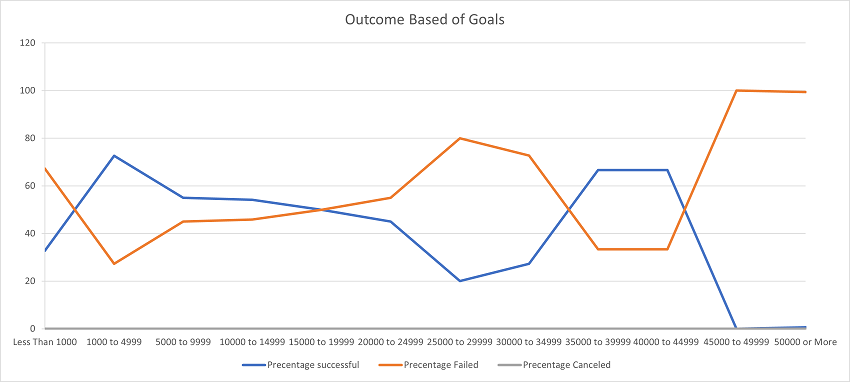 Outcome Based of Goals
120
100
80
60
40
20
0
Less Than 1000 1000 to 4999 5000 to 9999 10000 to 14999 15000 to 19999 20000 to 24999 25000 to 29999 30000 to 34999 35000 to 39999 40000 to 44999 45000 to 49999 50000 or More
Precentage successful Precentage Failed Precentage Canceled